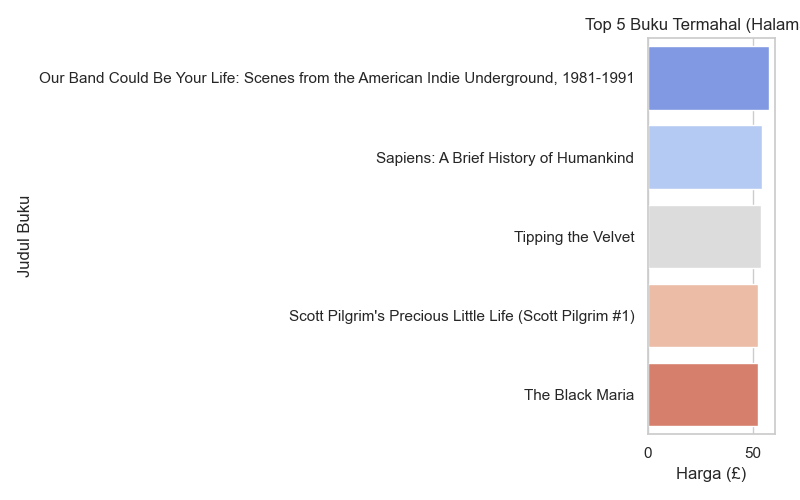 Top 5 Buku Termahal (Halam
Our Band Could Be Your Life: Scenes from the American Indie Underground, 1981-1991
Sapiens: A Brief History of Humankind
Tipping the Velvet
Scott Pilgrim's Precious Little Life (Scott Pilgrim #1)
The Black Maria
Judul Buku
0 50
Harga (£)